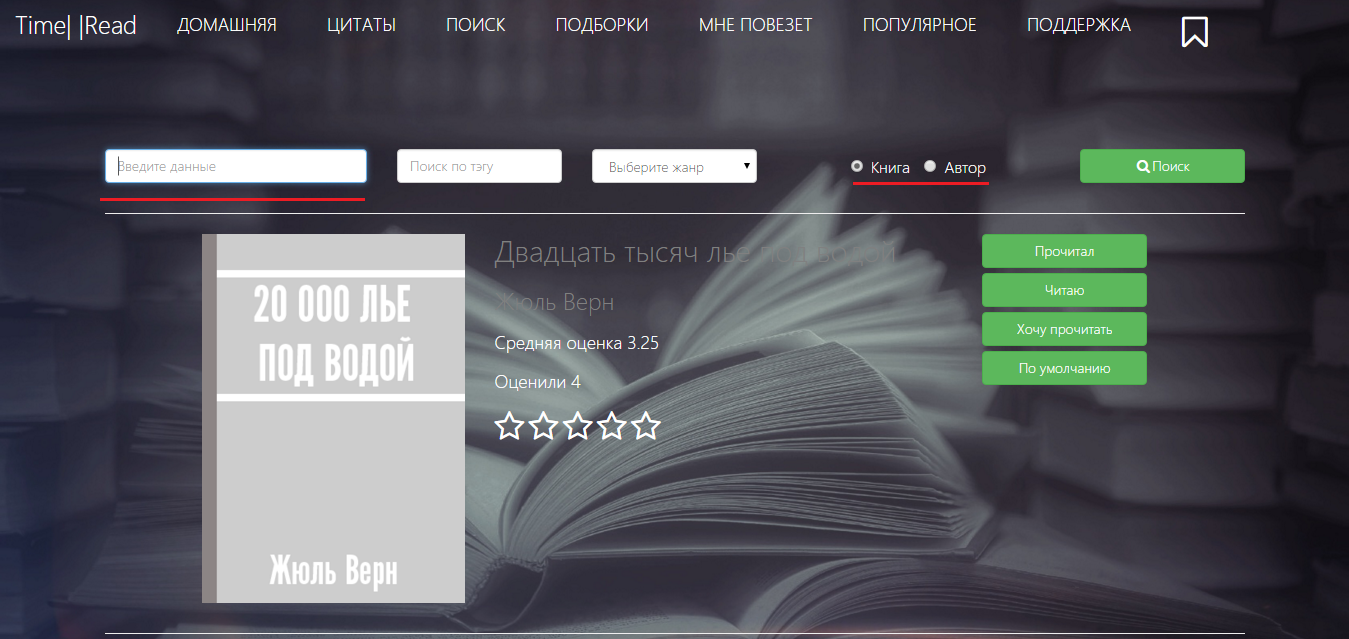 Time| |Read ДОМАШНЯЯ ЦИТАТЫ ПОИСК ПОДБОРКИ МНЕ ПОВЕЗЕТ ПОПУЛЯРНОЕ ПОДДЕРЖКА
Введите данные Поиск по тэгу Выберите жанр Книга Автор Поиск
20 000 ЛЬЕ
ПОД ВОДОЙ
Жюль Верн
Двадцать тысяч лье под водой
Жюль Верн
Средняя оценка 3.25
Оценили 4
Прочитал
Читаю
Хочу прочитать
По умолчанию